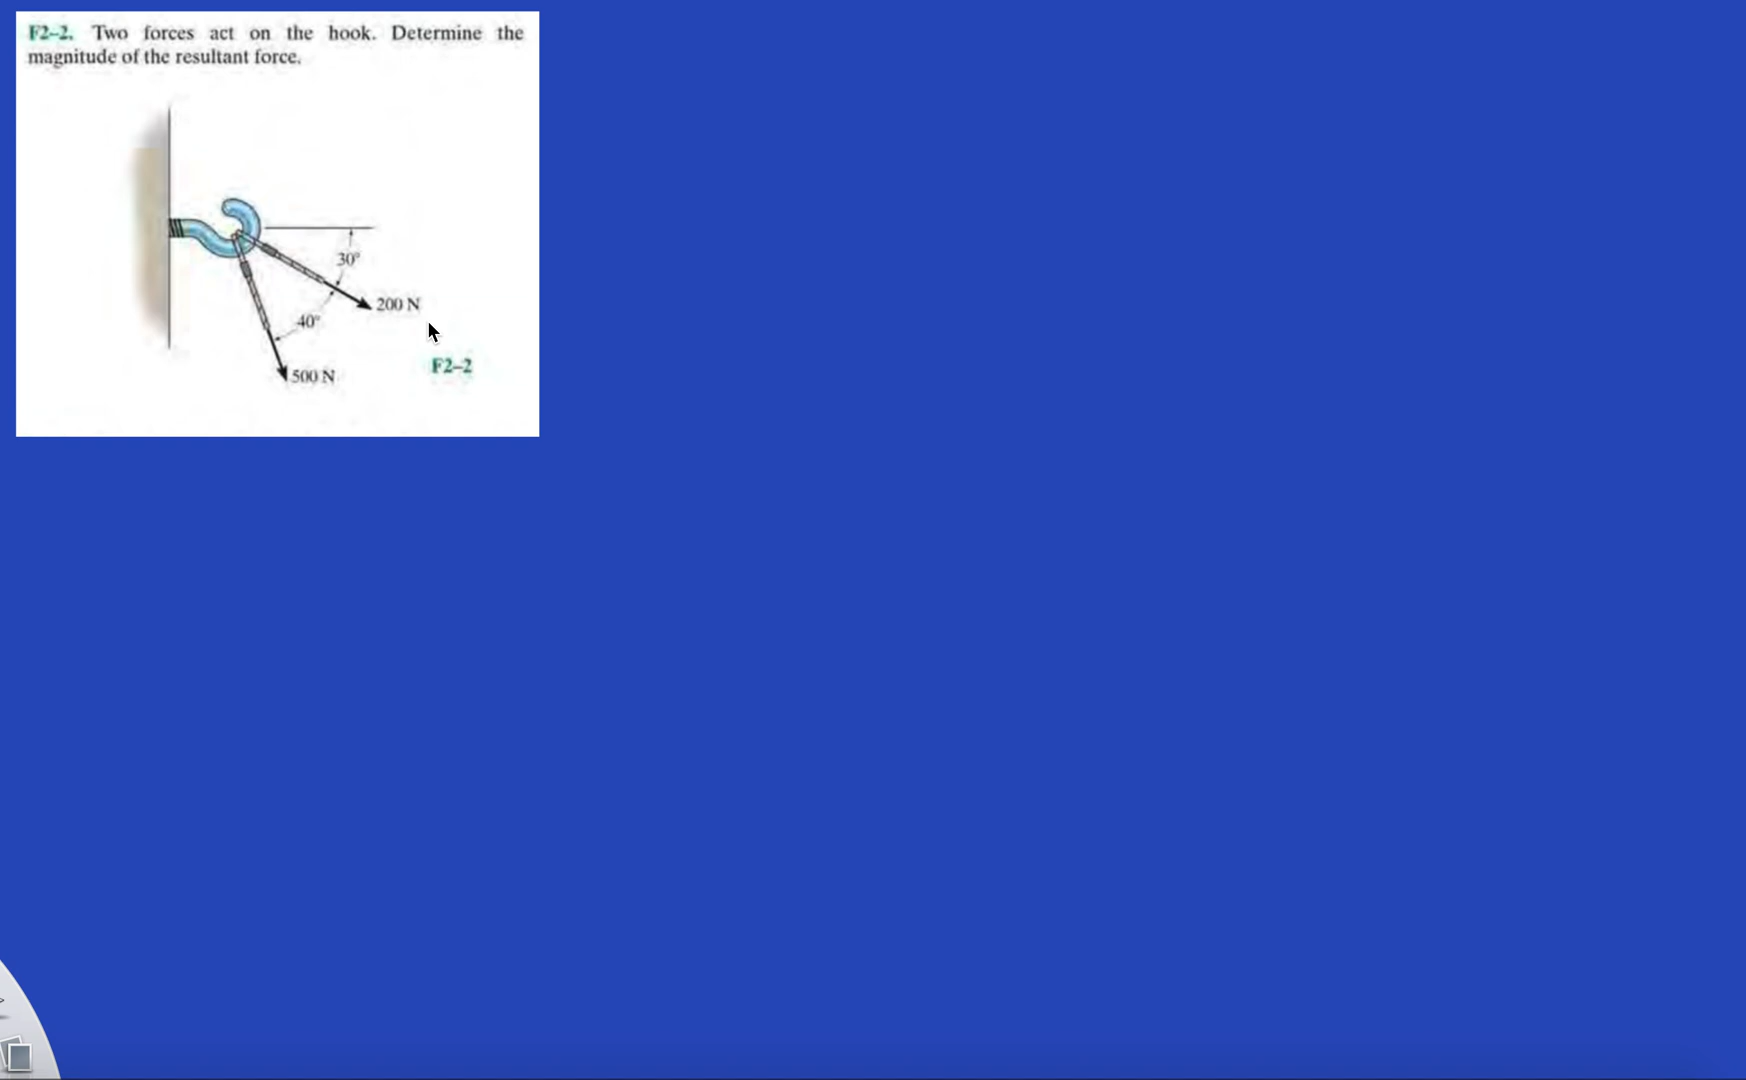 F2–2. Two forces act on the hook. Determine the
magnitude of the resultant force.
30°
200 N
40°
F2–2
500 N